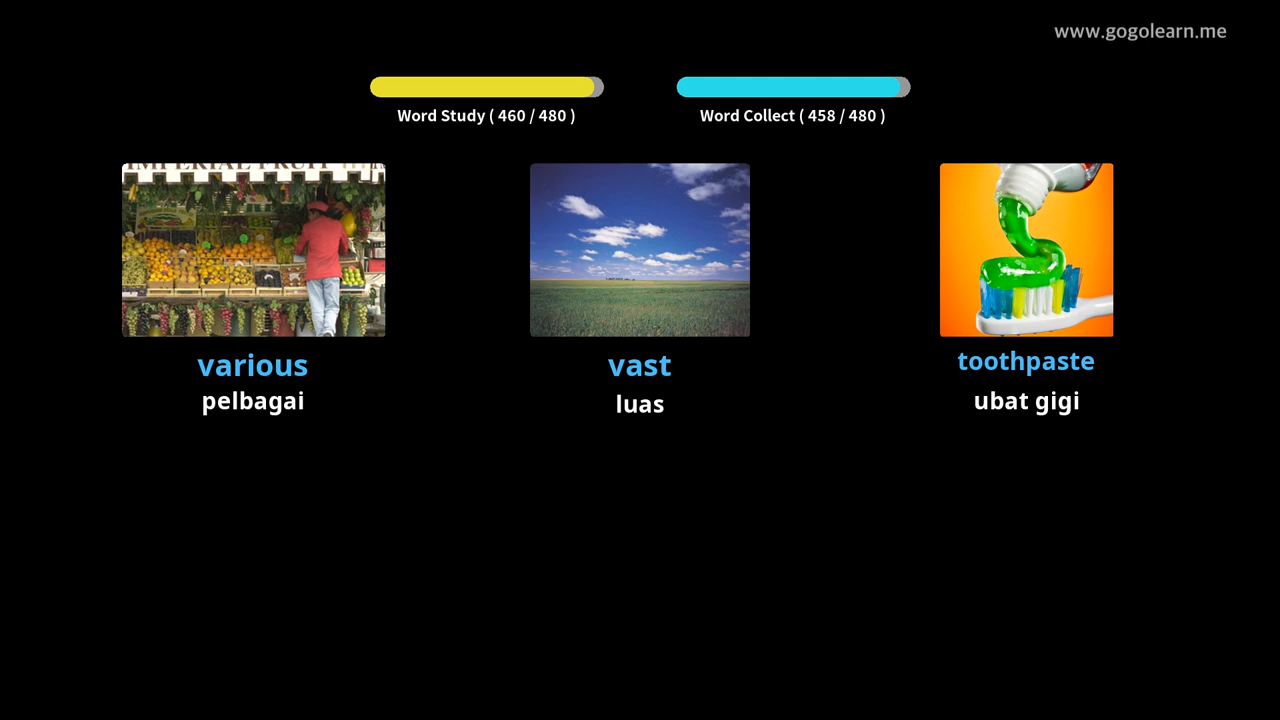 www.gogolearn.me
Word Study ( 460 / 480 )
Word Collect ( 458 / 480 )
various
vast
toothpaste
pelbagai
luas
ubat gigi